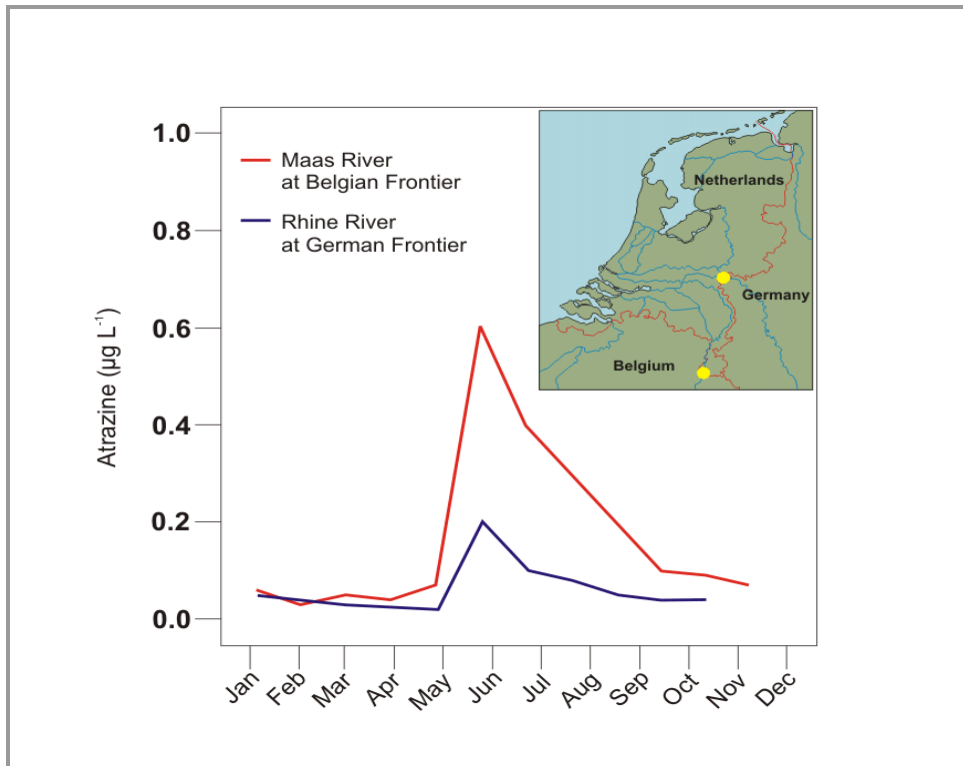 1.0
0.8
0.6
0.4
0.2
0.0
Atrazine (µg L⁻¹)
Maas River
at Belgian Frontier
Rhine River
at German Frontier
Netherlands
Germany
Belgium
Jan Feb Mar Apr May Jun Jul Aug Sep Oct Nov Dec